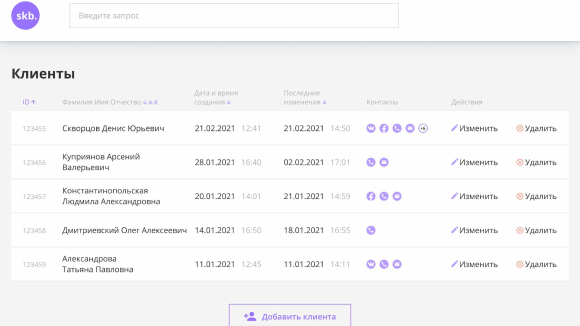 skb.
Введите запрос
Клиенты
ID ↑ Фамилия Имя Отчество ↓ А-Я Дата и время создания ↓ Последние изменения ↓ Контакты Действия
123455 Скворцов Денис Юрьевич 21.02.2021 12:41 21.02.2021 14:50 Изменить Удалить
123456 Куприянов Арсений Валерьевич 28.01.2021 16:40 02.02.2021 17:01 Изменить Удалить
123457 Константинопольская Людмила Александровна 20.01.2021 14:01 21.01.2021 14:59 Изменить Удалить
123458 Дмитриевский Олег Алексеевич 14.01.2021 16:50 18.01.2021 16:55 Изменить Удалить
123459 Александрова Татьяна Павловна 11.01.2021 12:45 11.01.2021 14:11 Изменить Удалить
Добавить клиента